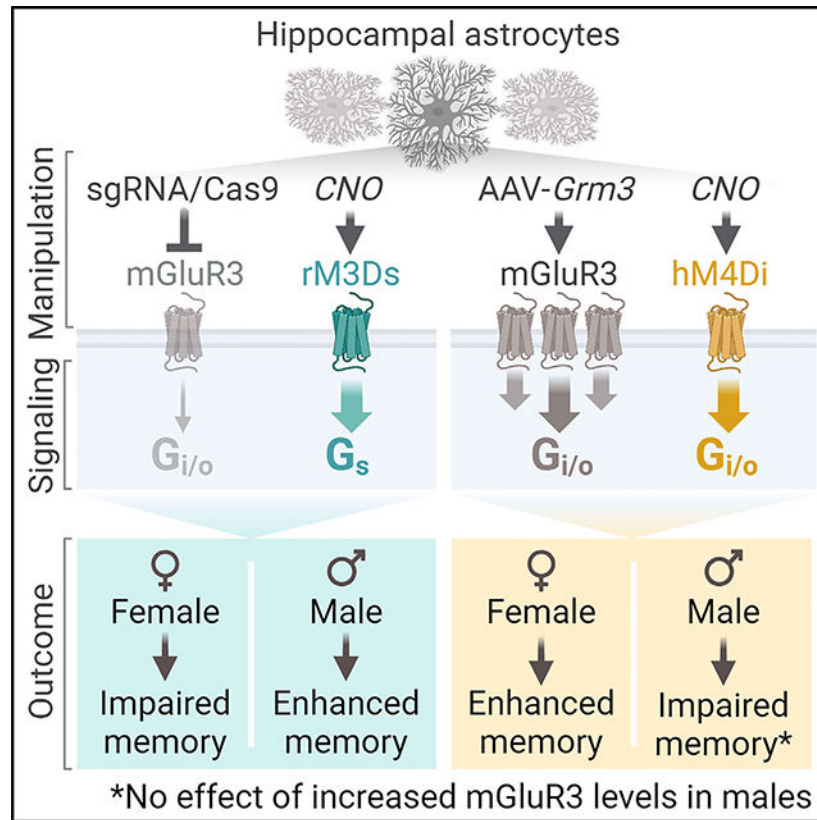 Hippocampal astrocytes
Manipulation
sgRNA/Cas9 CNO AAV-Grm3 CNO
mGluR3 rM3Ds mGluR3 hM4Di
Signaling
Gi/o Gs Gi/o Gi/o
Outcome
♀ ♂ ♀ ♂
Female Male Female Male
Impaired Enhanced Enhanced Impaired
memory memory memory memory*
*No effect of increased mGluR3 levels in males